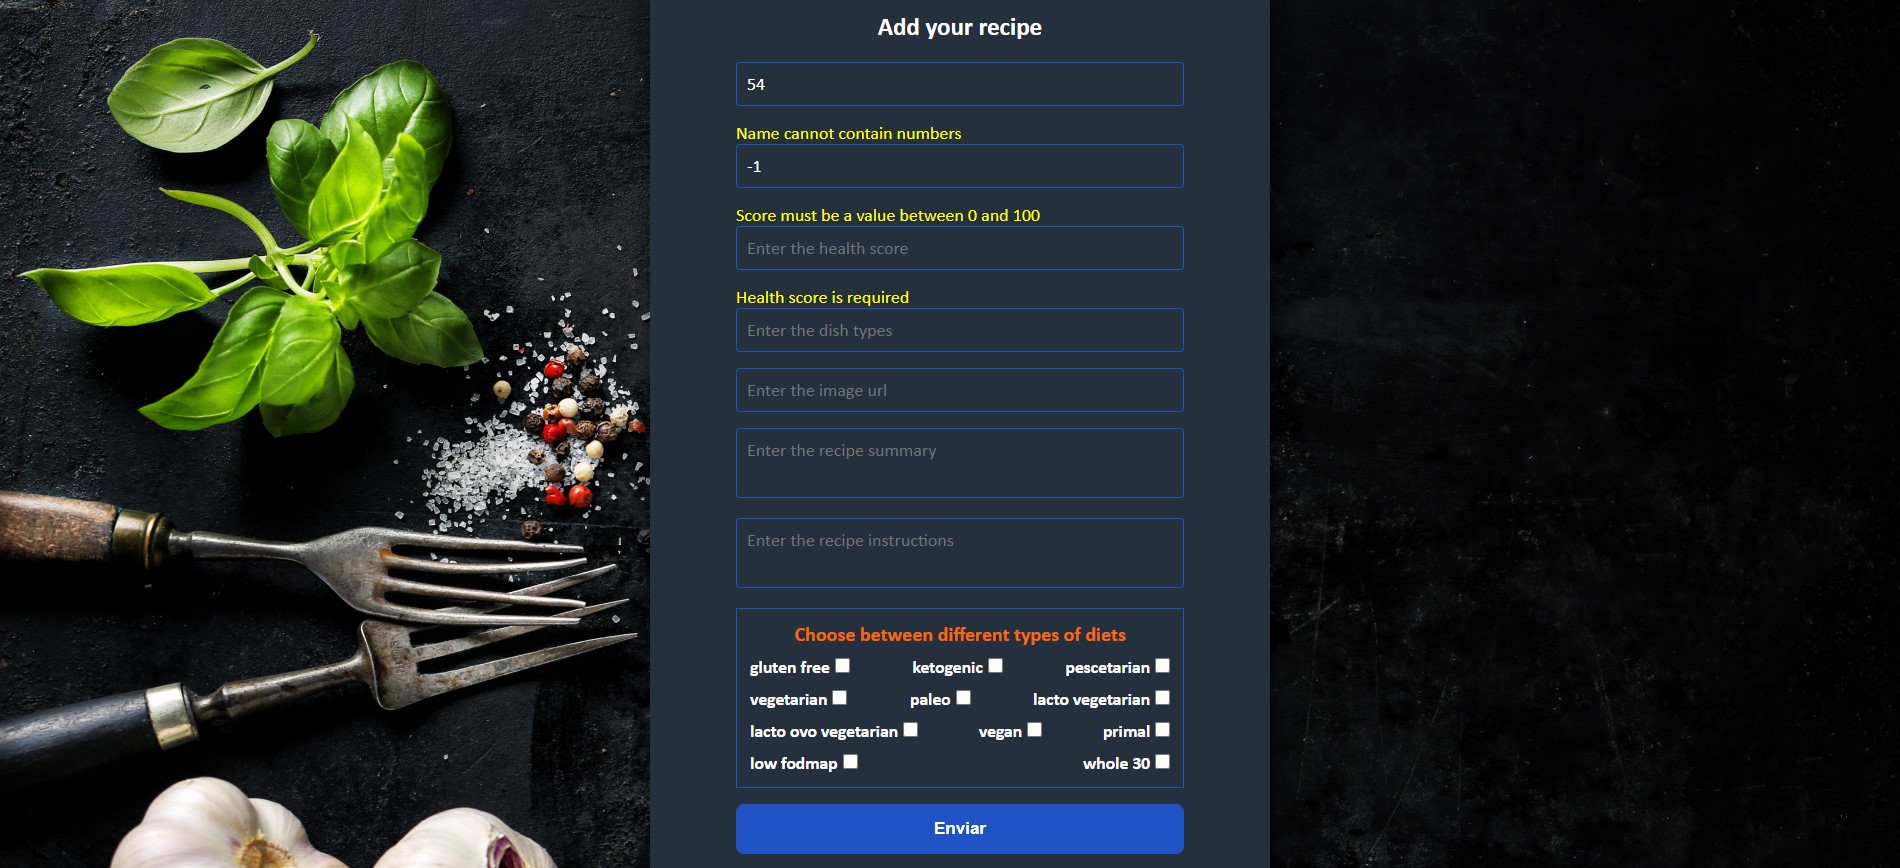 Add your recipe
54
Name cannot contain numbers
-1
Score must be a value between 0 and 100
Enter the health score
Health score is required
Enter the dish types
Enter the image url
Enter the recipe summary
Enter the recipe instructions
Choose between different types of diets
gluten free ketogenic pescetarian
vegetarian paleo lacto vegetarian
lacto ovo vegetarian vegan primal
low fodmap whole 30
Enviar